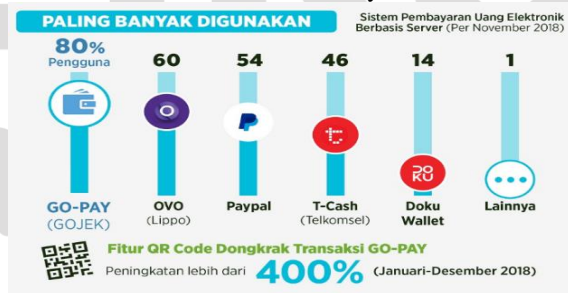 PALING BANYAK DIGUNAKAN
Sistem Pembayaran Uang Elektronik
Berbasis Server (Per November 2018)
80%
Pengguna
60
54
46
14
1
DOKU
GO-PAY
(GOJEK)
OVO
(Lippo)
Paypal
T-Cash
(Telkomsel)
Doku
Wallet
Lainnya
Fitur QR Code Dongkrak Transaksi GO-PAY
Peningkatan lebih dari 400% (Januari-Desember 2018)